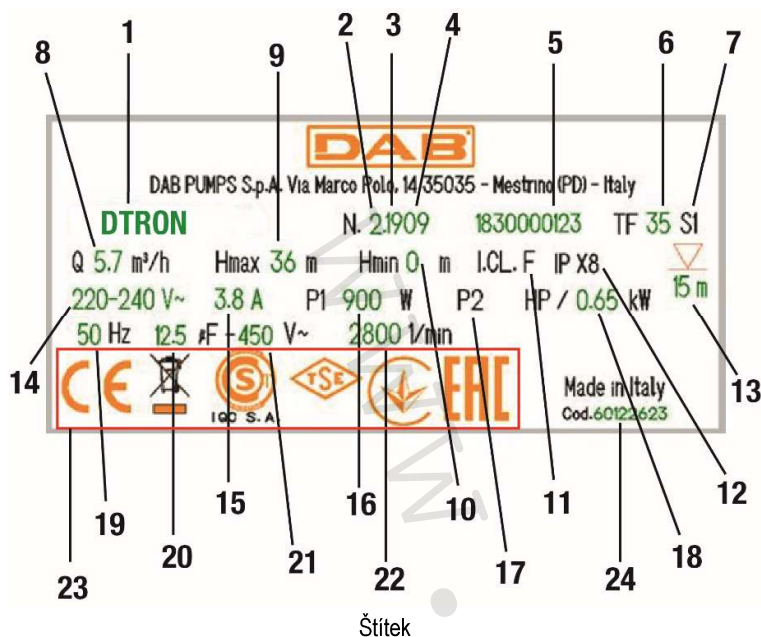 1 2 3 4 5 6 7
8 9
DAB
DAB PUMPS S.p.A. Via Marco Polo, 14/35035 - Mestrino (PD) - Italy
DTRON N. 2.1909 1830000123 TF 35 S1
Q 5.7 m³/h Hmax 36 m Hmin 0 m I.CL. F IP X8
220-240 V~ 3.8 A P1 900 W P2 HP / 0.65 kW 15 m
50 Hz 12.5 µF - 450 V~ 2800 1/min
14 13
CE S TSE EAC Made in Italy
IQC S.A. Cod.60122623
15 16 10 11 12
19 20 21 22 17 18
23 24
Štítek